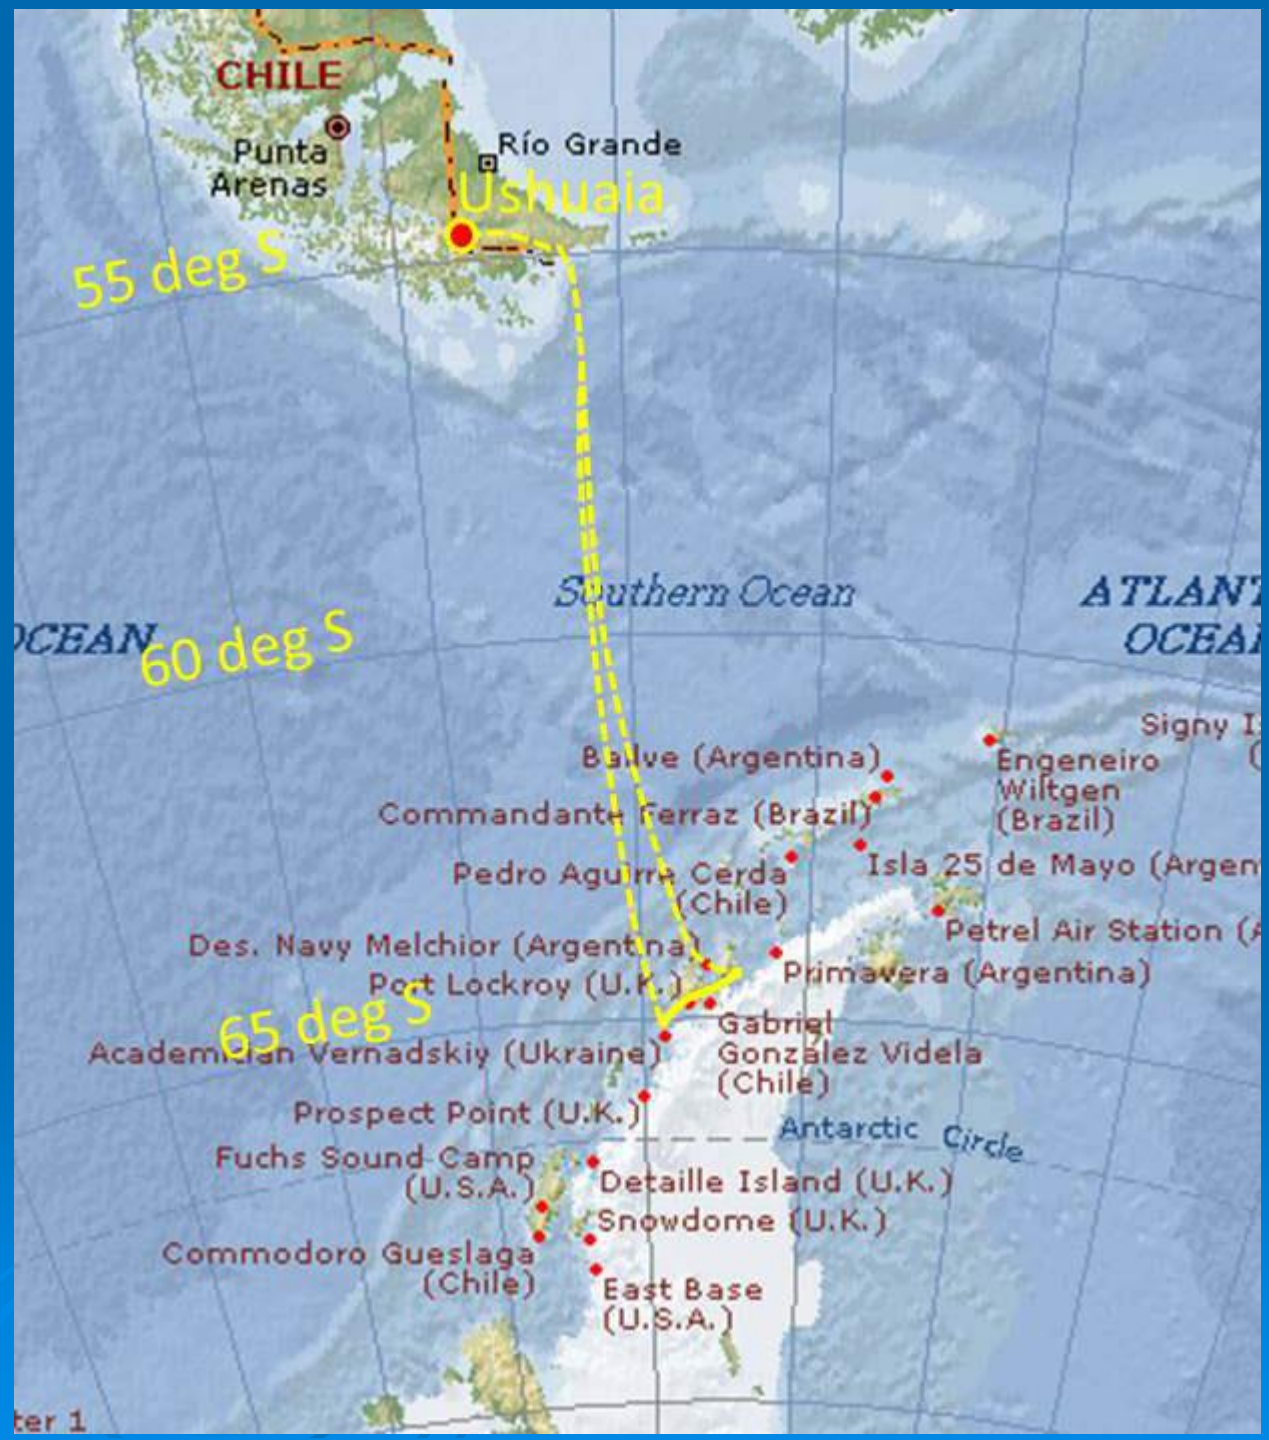 CHILE
Punta
Arenas
Río Grande
Ushuaia
55 deg S
Southern Ocean
ATLANT
OCEAN
OCEA
60 deg S
Signy I
Ballve (Argentina)
Engeneiro
Wiltgen
(Brazil)
Commandante Ferraz (Brazil)
Pedro Aguirre Cerda
(Chile)
Isla 25 de Mayo (Argen
Petrel Air Station (A
Des. Navy Melchior (Argentina)
Port Lockroy (U.K.)
Primavera (Argentina)
65 deg S
Gabriel
González Videla
(Chile)
Academician Vernadskiy (Ukraine)
Prospect Point (U.K.)
Antarctic Circle
Fuchs Sound Camp
(U.S.A.)
Detaille Island (U.K.)
Snowdome (U.K.)
Commodoro Gueslaga
(Chile)
East Base
(U.S.A.)
ter 1